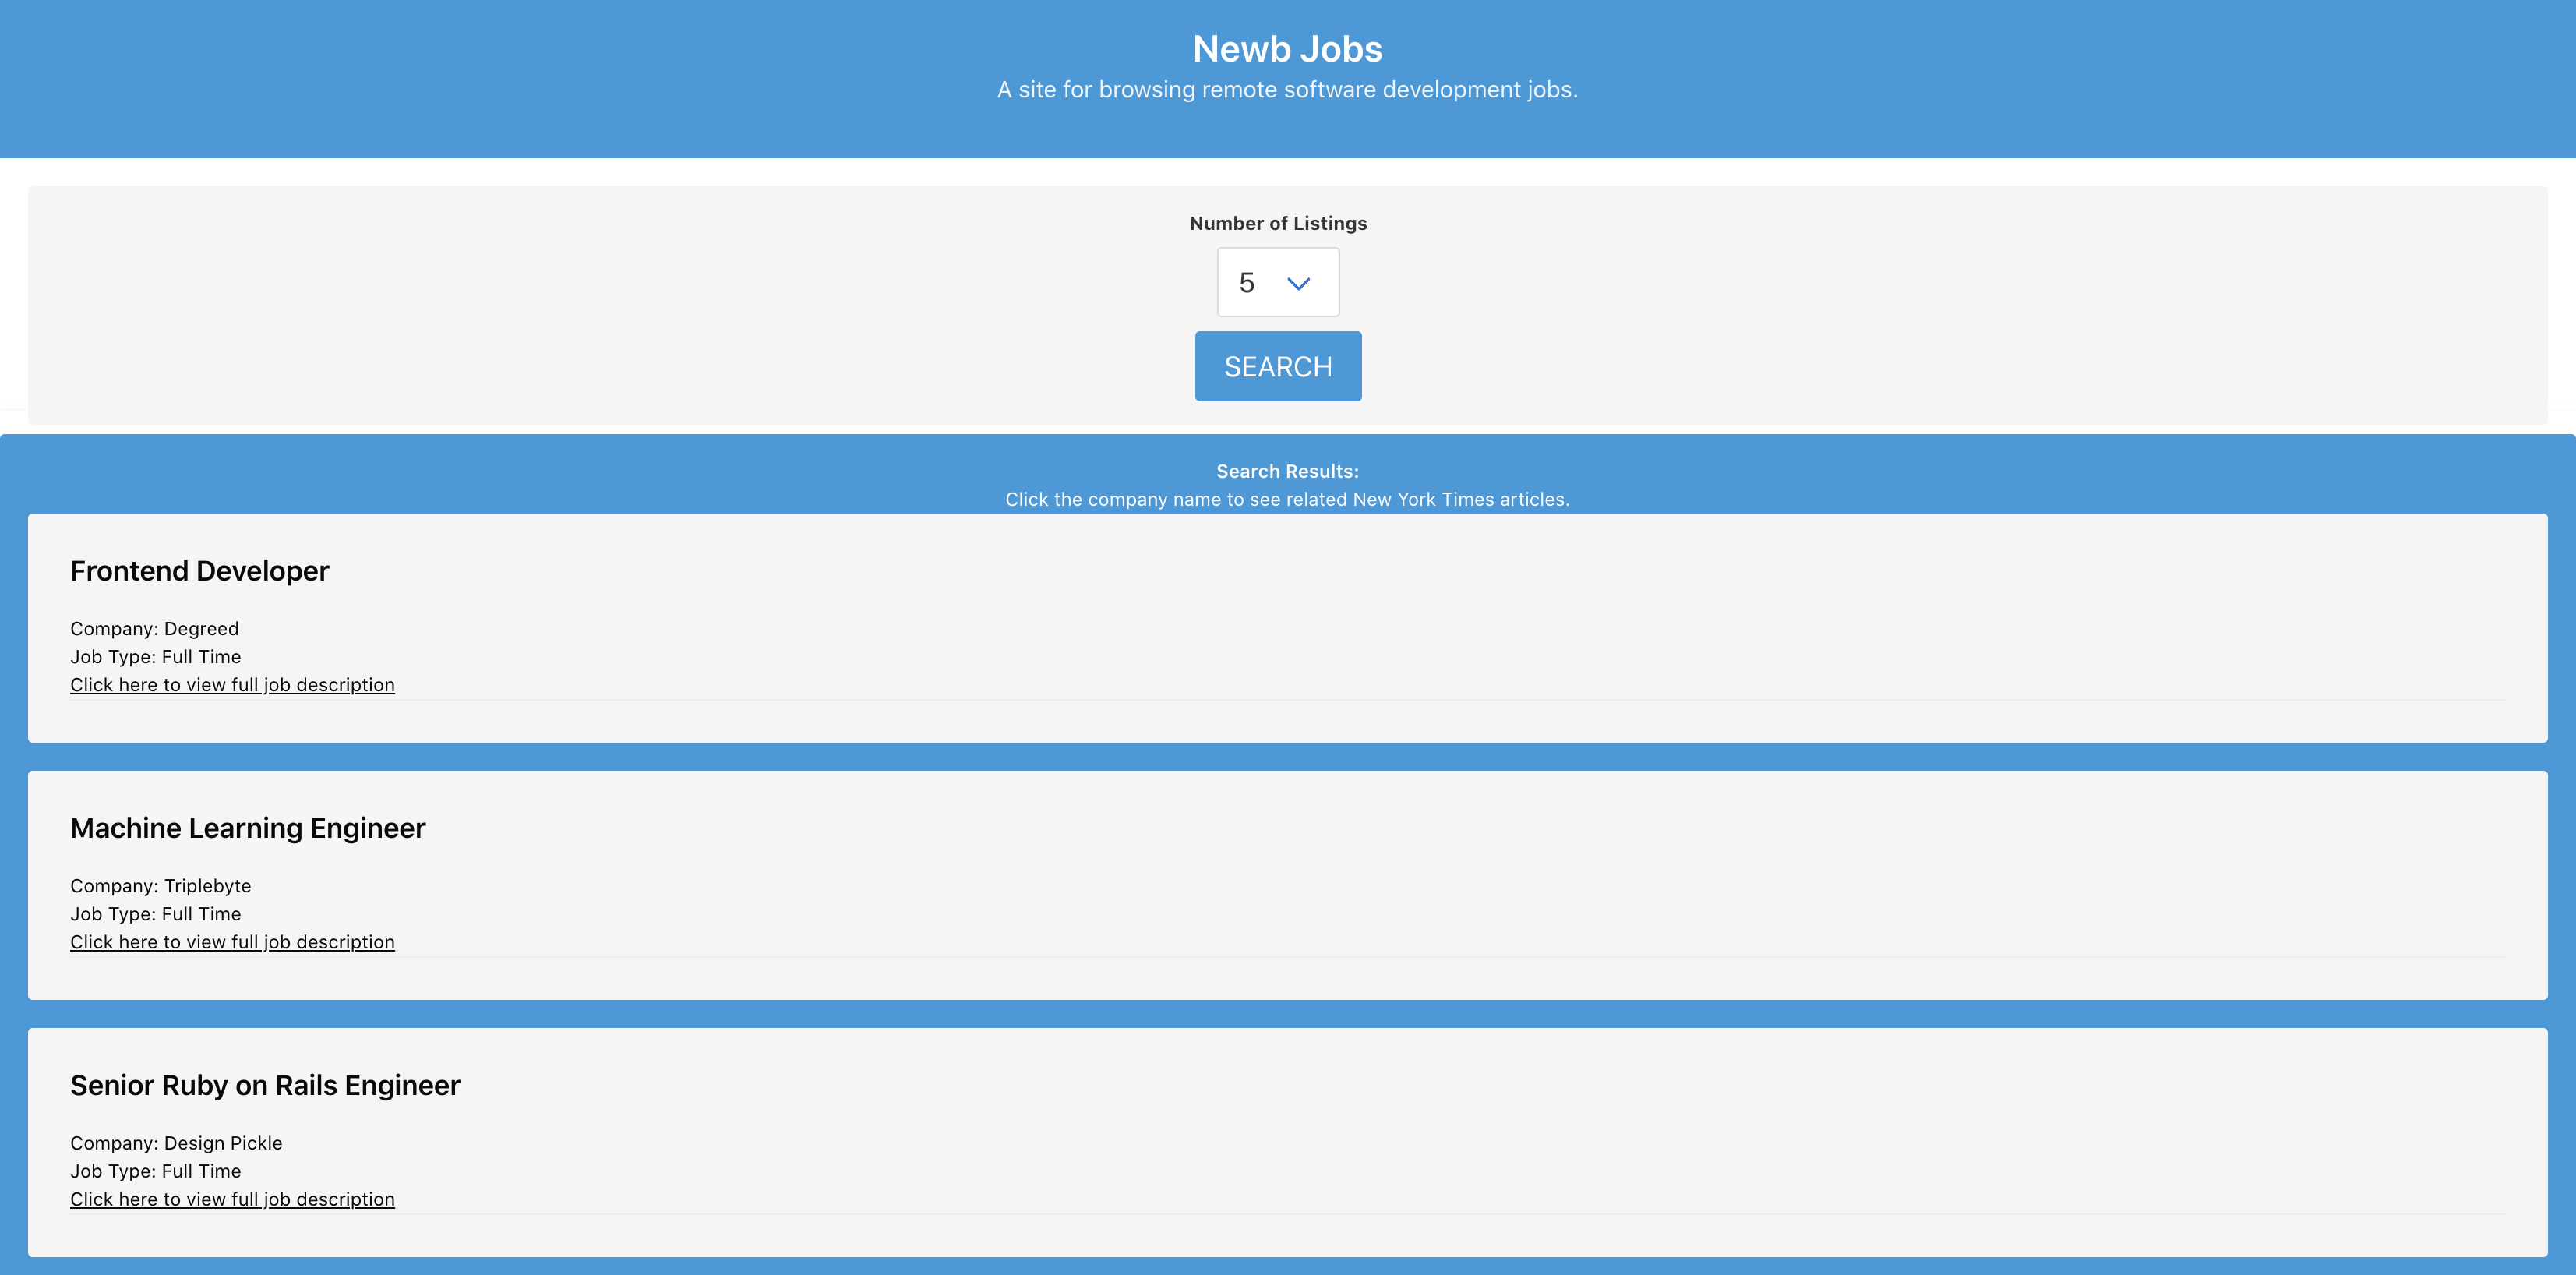 Newb Jobs
A site for browsing remote software development jobs.
Number of Listings
5
SEARCH
Search Results:
Click the company name to see related New York Times articles.
Frontend Developer
Company: Degreed
Job Type: Full Time
Click here to view full job description
Machine Learning Engineer
Company: Triplebyte
Job Type: Full Time
Click here to view full job description
Senior Ruby on Rails Engineer
Company: Design Pickle
Job Type: Full Time
Click here to view full job description